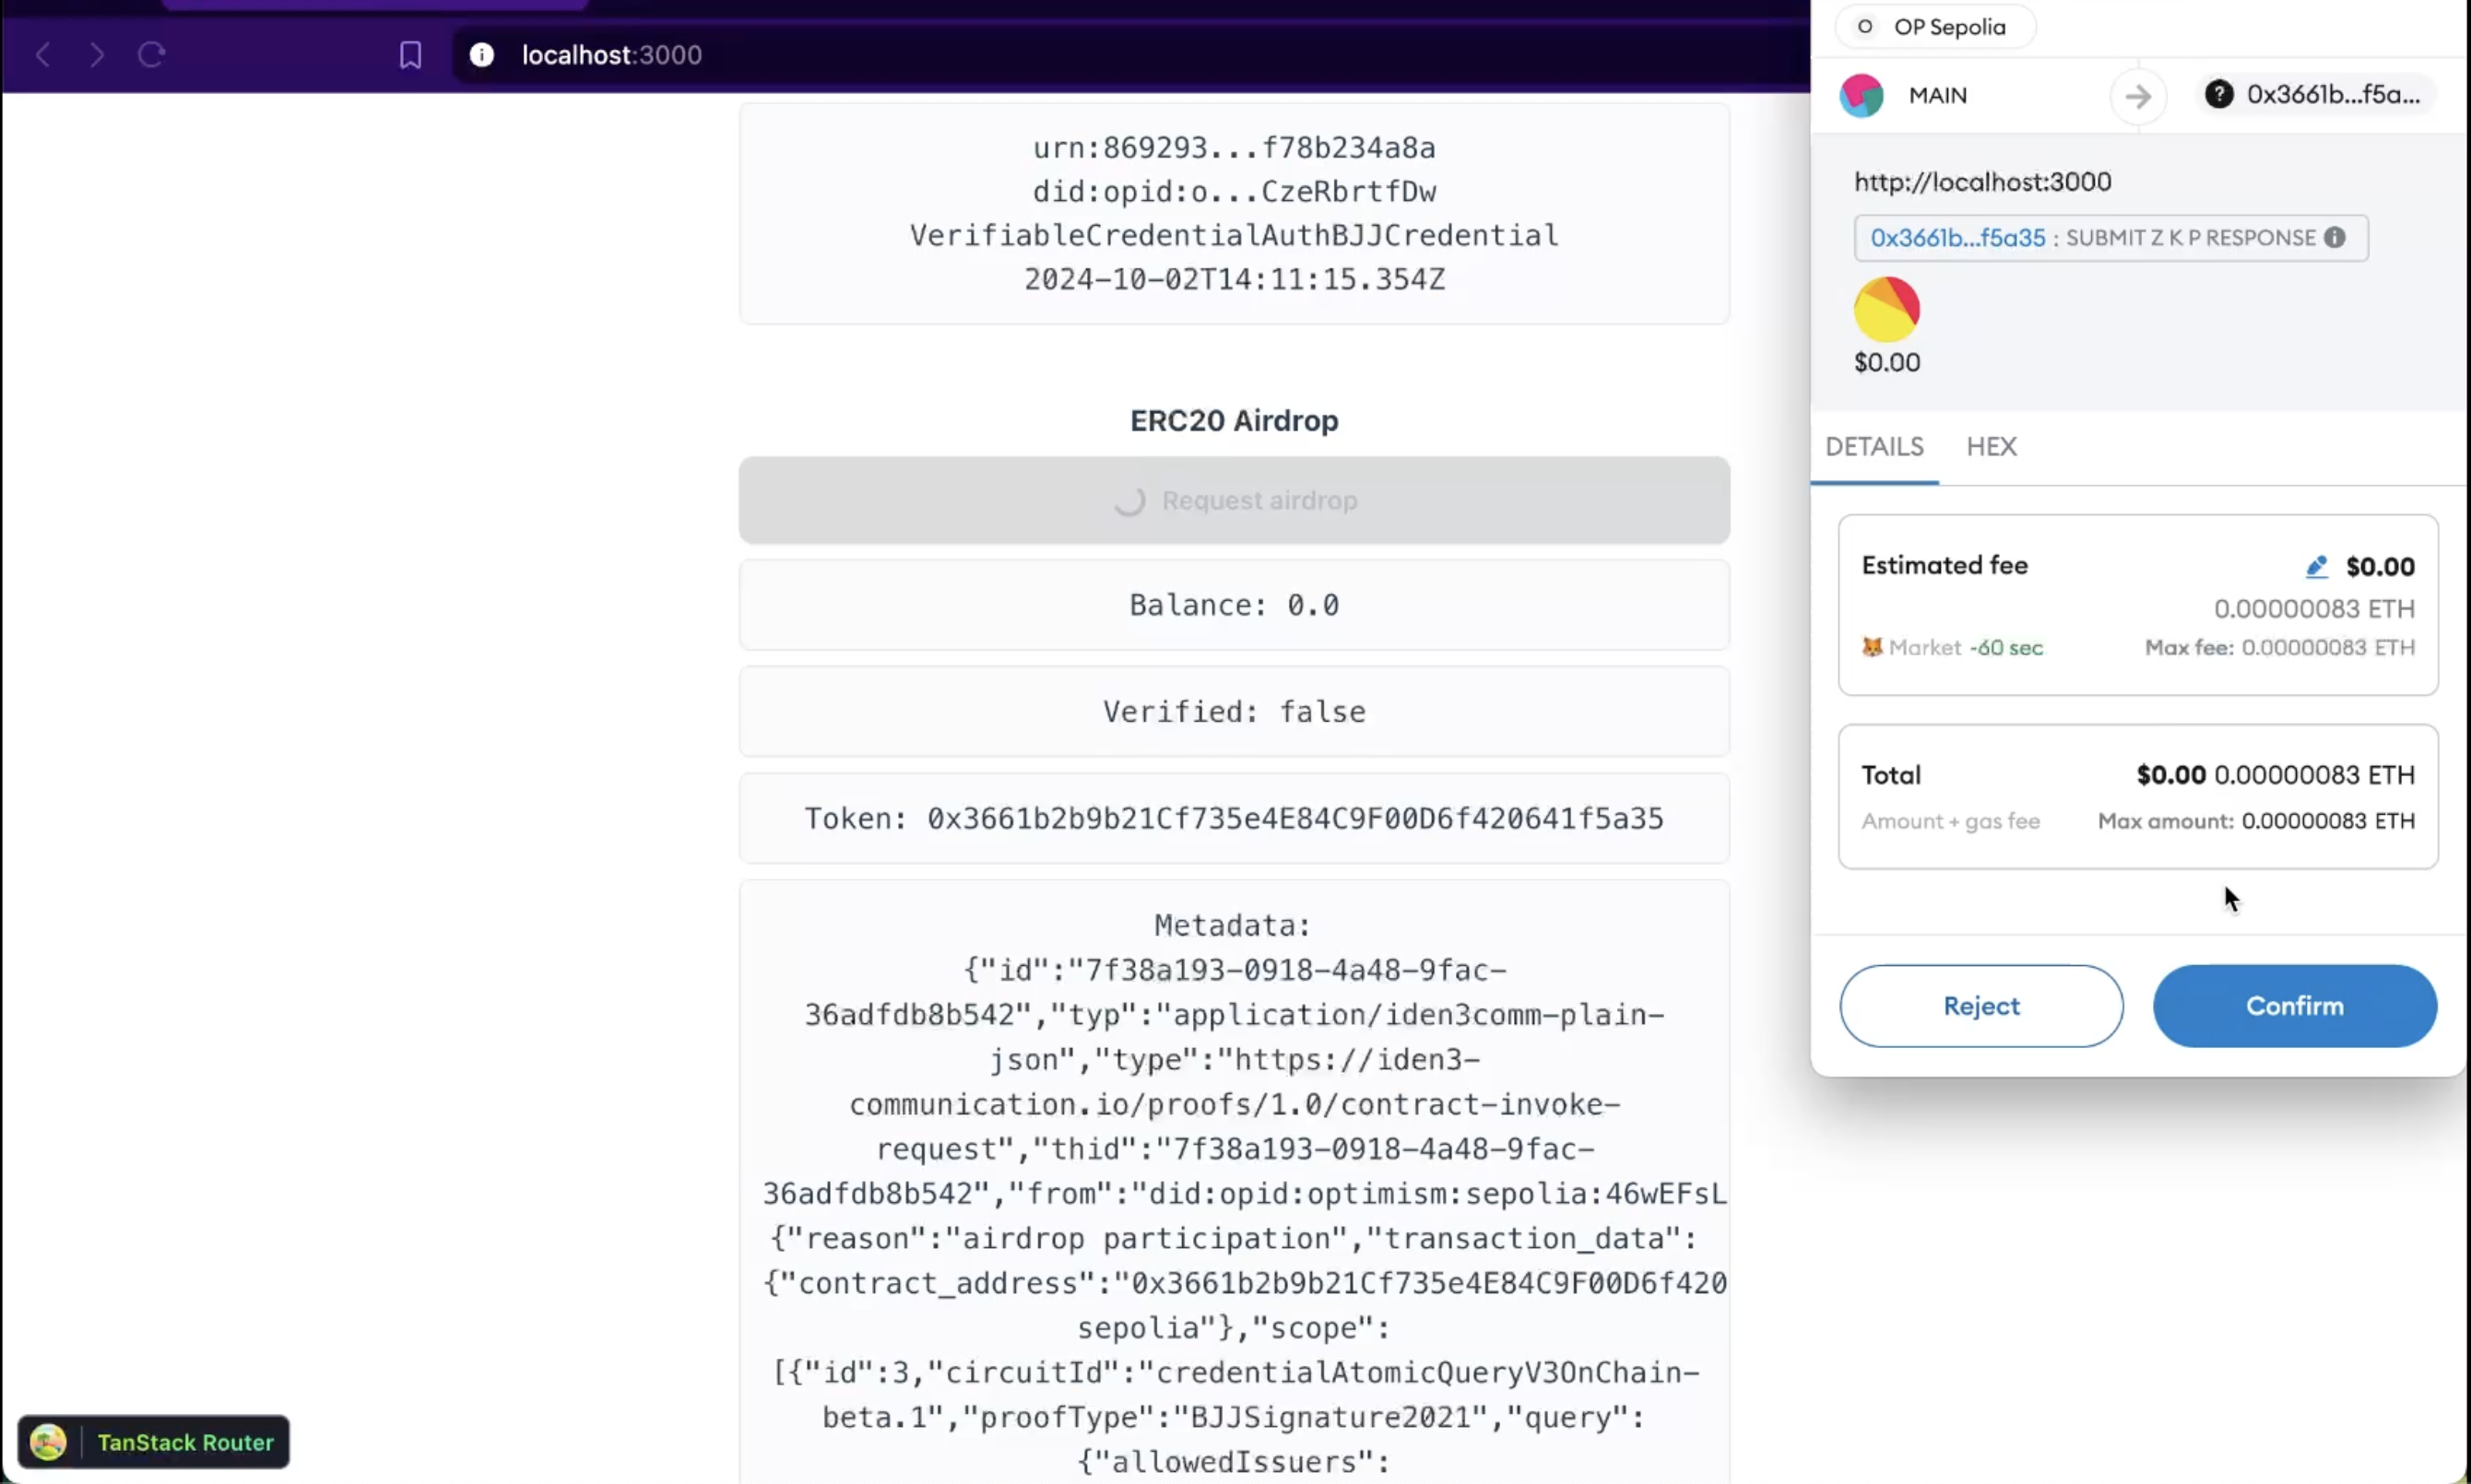 localhost:3000
urn:869293...f78b234a8a
did:opid:o...CzeRbrtfDw
VerifiableCredentialAuthBJJCredential
2024-10-02T14:11:15.354Z
ERC20 Airdrop
Request airdrop
Balance: 0.0
Verified: false
Token: 0x3661b2b9b21Cf735e4E84C9F00D6f420641f5a35
Metadata:
{"id":"7f38a193-0918-4a48-9fac-
36adfdb8b542","typ":"application/iden3comm-plain-
json","type":"https://iden3-
communication.io/proofs/1.0/contract-invoke-
request","thid":"7f38a193-0918-4a48-9fac-
36adfdb8b542","from":"did:opid:optimism:sepolia:46wEFsL
{"reason":"airdrop participation","transaction_data":
{"contract_address":"0x3661b2b9b21Cf735e4E84C9F00D6f420
sepolia"},"scope":
[{"id":3,"circuitId":"credentialAtomicQueryV3OnChain-
beta.1","proofType":"BJJSignature2021","query":
{"allowedIssuers":
TanStack Router
O OP Sepolia
MAIN
? 0x3661b...f5a...
http://localhost:3000
0x3661b...f5a35 : SUBMIT Z K P RESPONSE
$0.00
DETAILS HEX
Estimated fee $0.00
0.00000083 ETH
Market ~60 sec Max fee: 0.00000083 ETH
Total $0.00 0.00000083 ETH
Amount + gas fee Max amount: 0.00000083 ETH
Reject Confirm